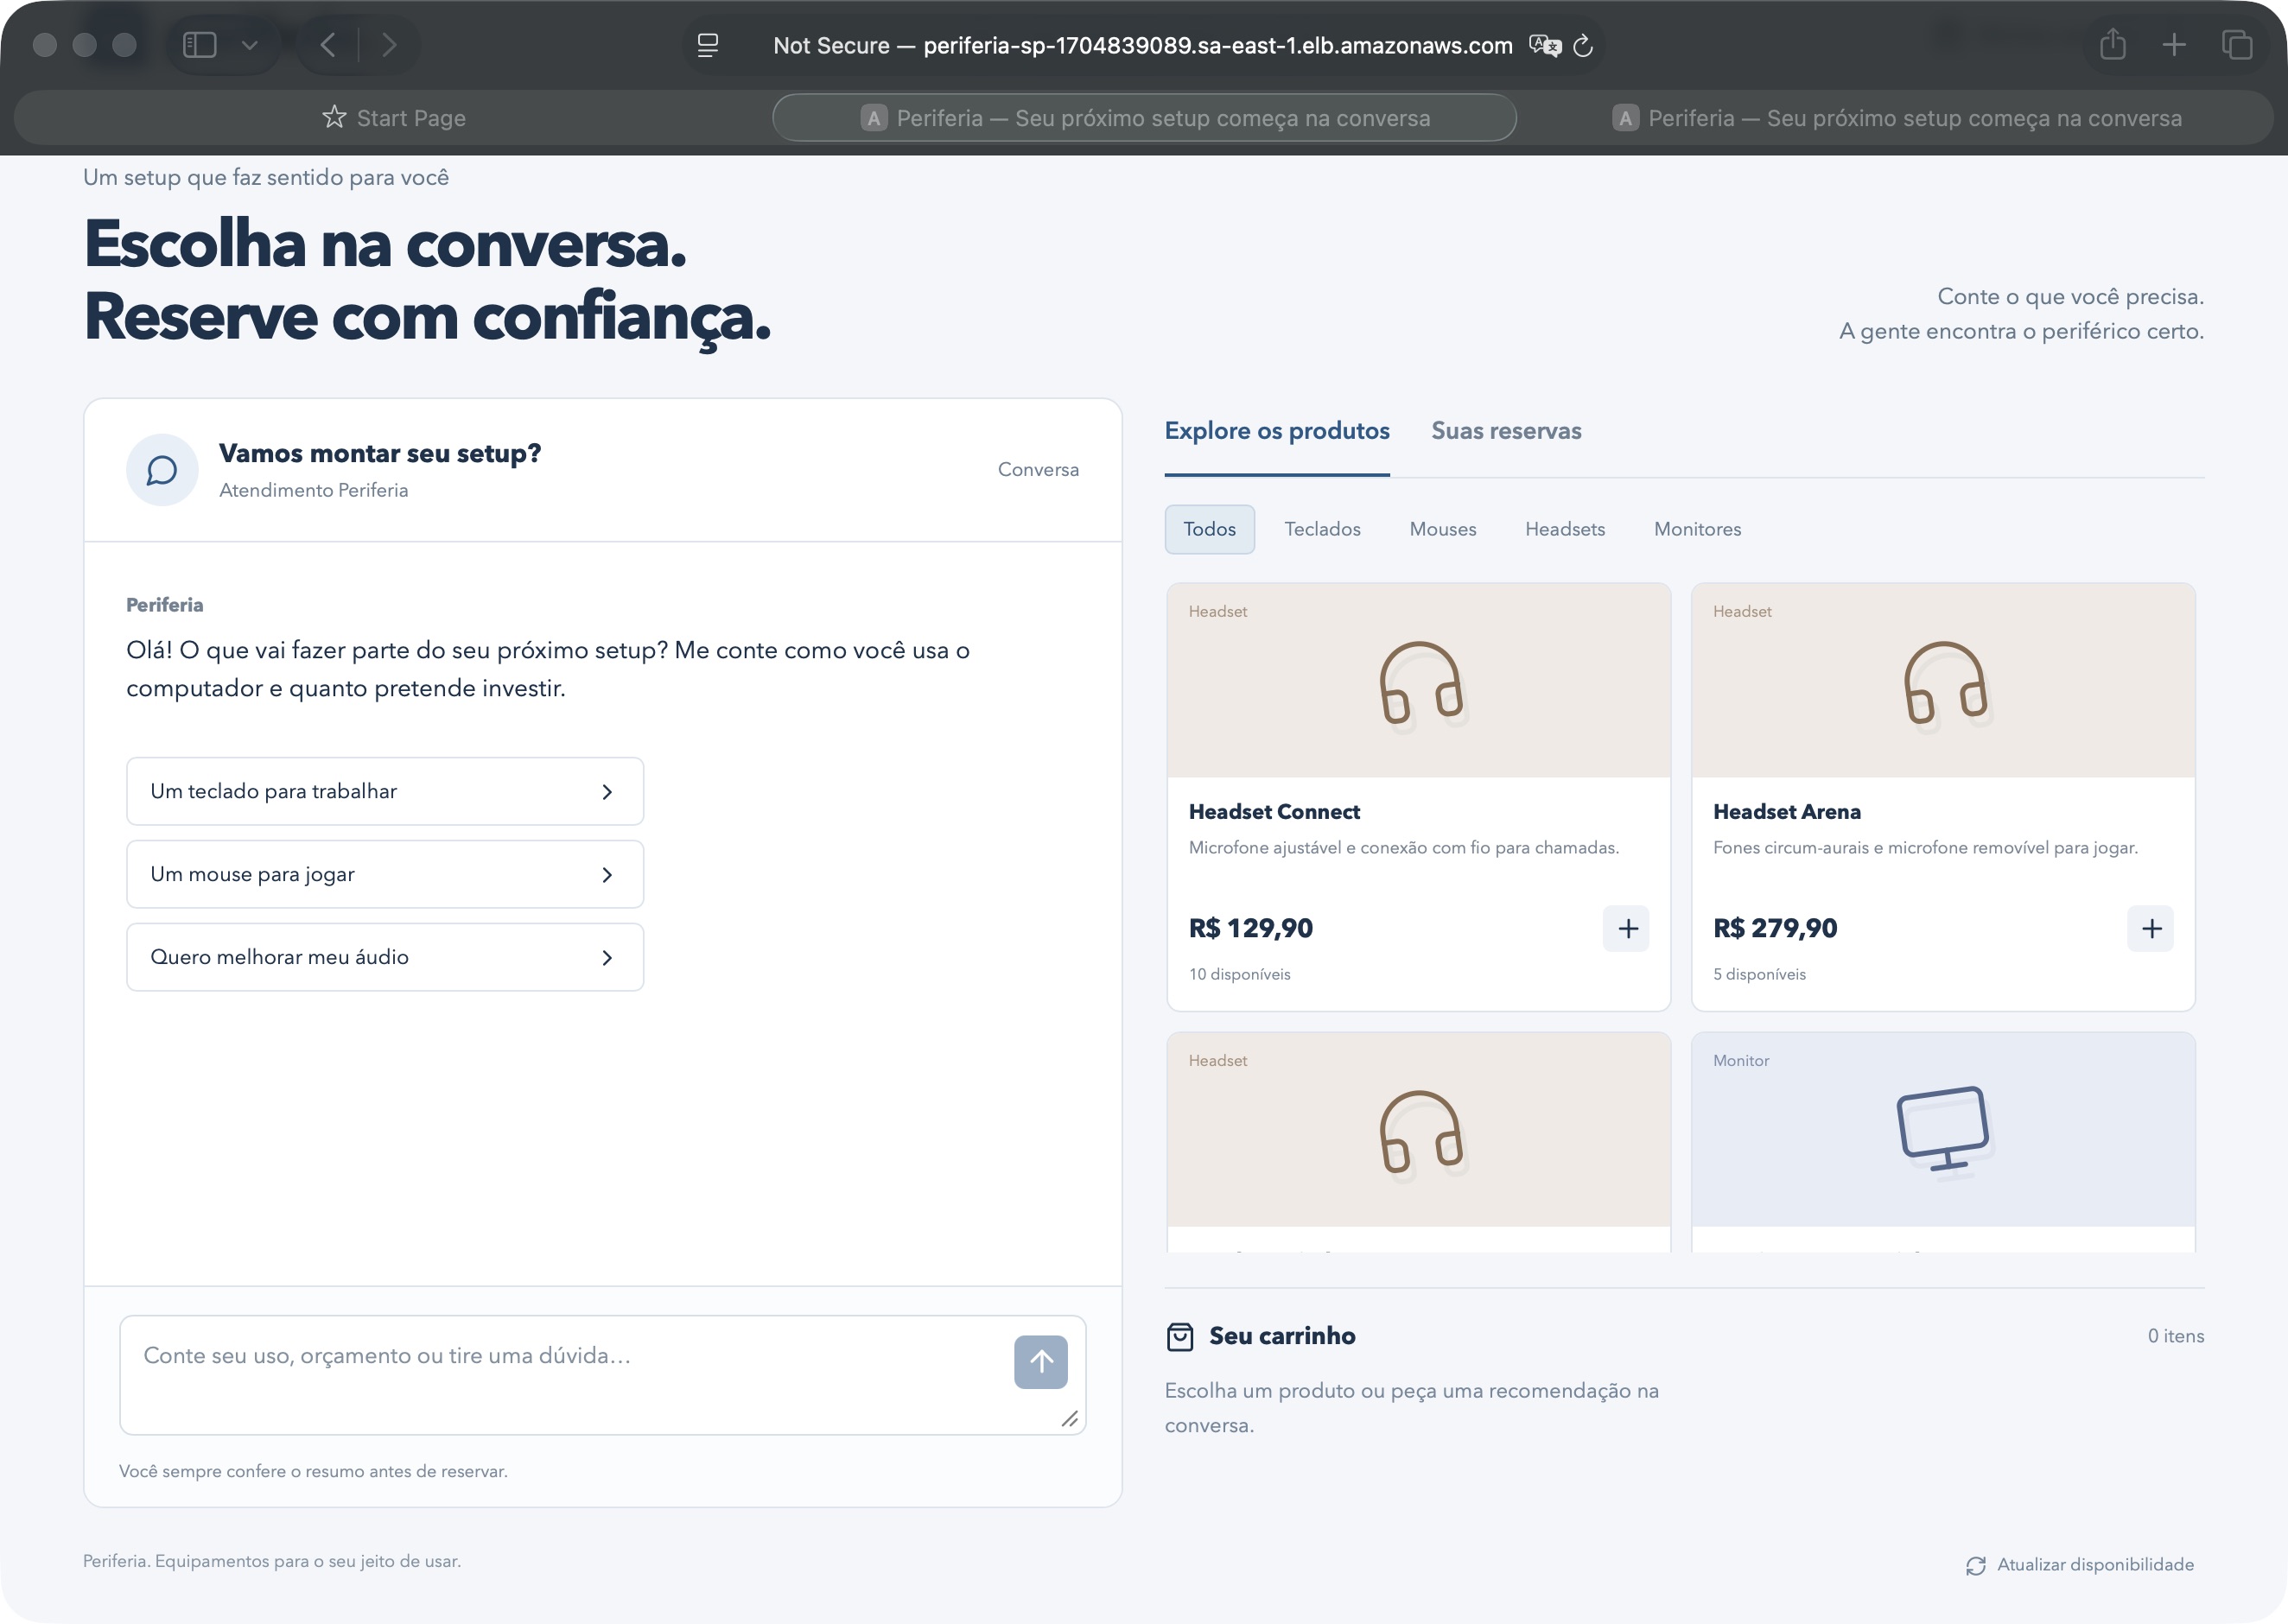 Not Secure — periferia-sp-1704839089.sa-east-1.elb.amazonaws.com
Start Page
A Periferia — Seu próximo setup começa na conversa
A Periferia — Seu próximo setup começa na conversa
Um setup que faz sentido para você
Escolha na conversa.
Reserve com confiança.
Conte o que você precisa.
A gente encontra o periférico certo.
Vamos montar seu setup?
Atendimento Periferia
Conversa
Periferia
Olá! O que vai fazer parte do seu próximo setup? Me conte como você usa o
computador e quanto pretende investir.
Um teclado para trabalhar
Um mouse para jogar
Quero melhorar meu áudio
Conte seu uso, orçamento ou tire uma dúvida...
Você sempre confere o resumo antes de reservar.
Explore os produtos
Suas reservas
Todos
Teclados
Mouses
Headsets
Monitores
Headset
Headset Connect
Microfone ajustável e conexão com fio para chamadas.
R$ 129,90
10 disponíveis
Headset
Headset Arena
Fones circum-aurais e microfone removível para jogar.
R$ 279,90
5 disponíveis
Headset
Monitor
Seu carrinho
0 itens
Escolha um produto ou peça uma recomendação na
conversa.
Periferia. Equipamentos para o seu jeito de usar.
Atualizar disponibilidade